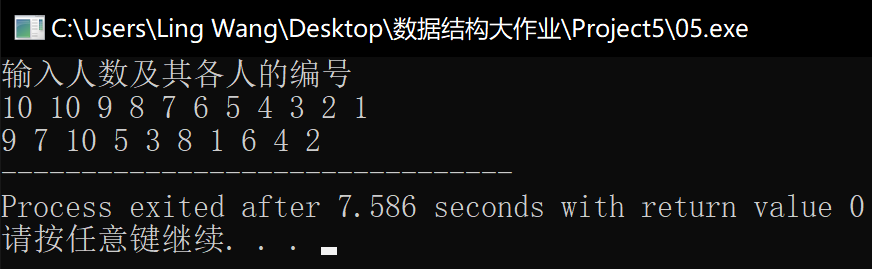 C:\Users\Ling Wang\Desktop\数据结构大作业\Project5\05.exe
输入人数及其各人的编号
10 10 9 8 7 6 5 4 3 2 1
9 7 10 5 3 8 1 6 4 2
--------------------------------
Process exited after 7.586 seconds with return value 0
请按任意键继续. . .